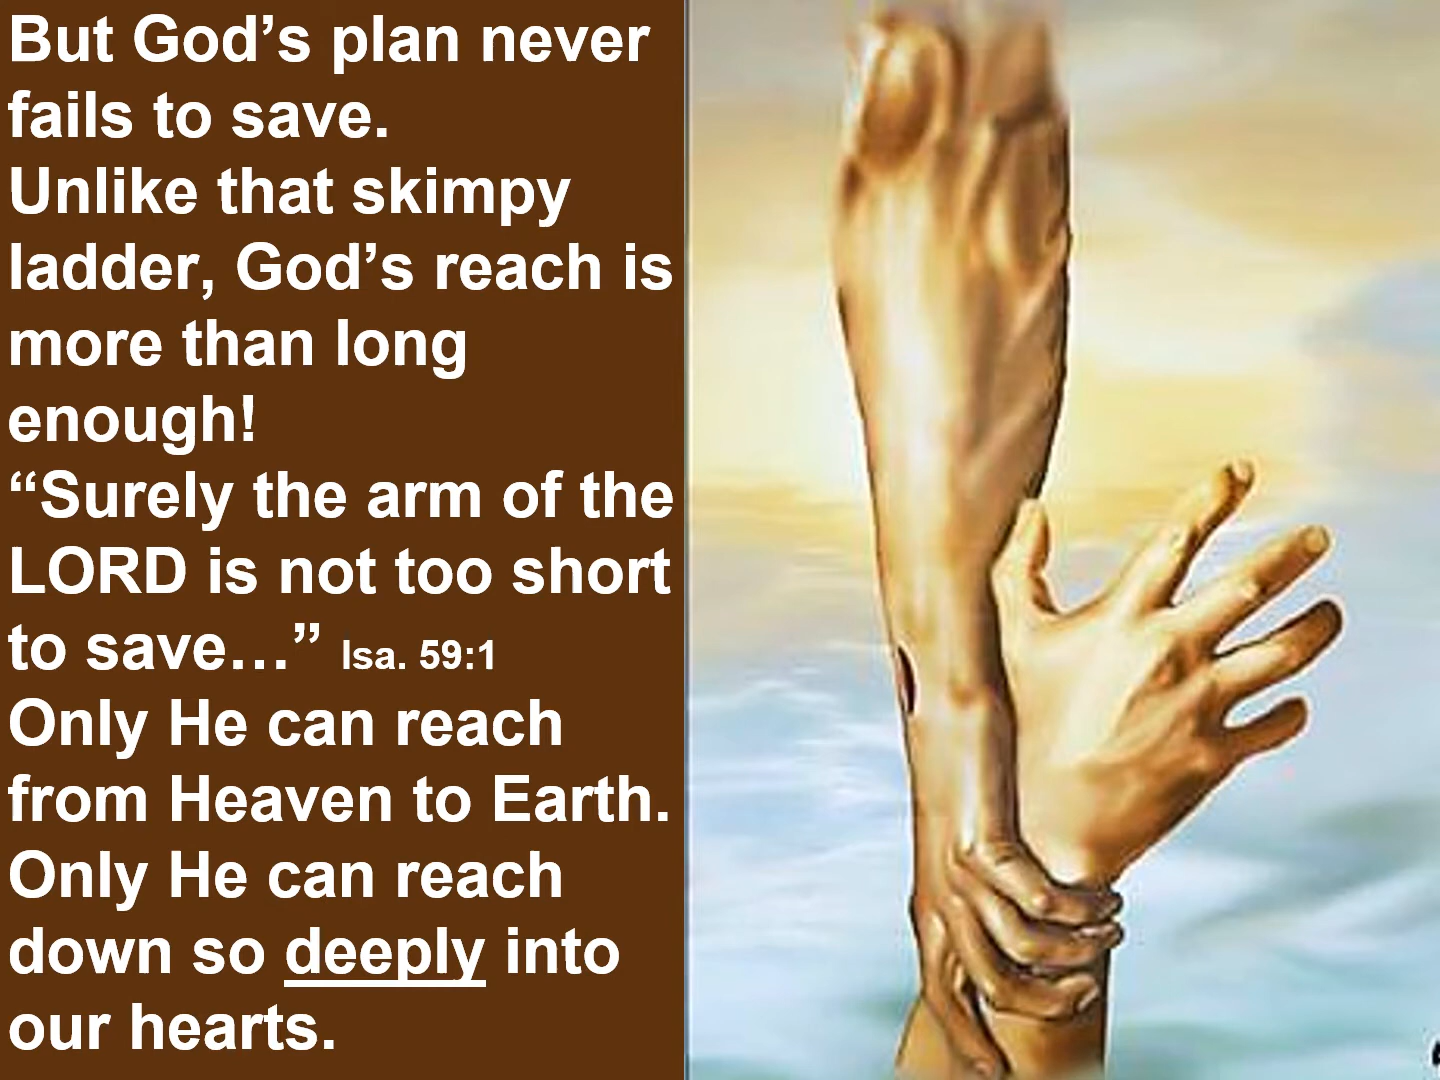 But God’s plan never
fails to save.
Unlike that skimpy
ladder, God’s reach is
more than long
enough!
“Surely the arm of the
LORD is not too short
to save…” Isa. 59:1
Only He can reach
from Heaven to Earth.
Only He can reach
down so deeply into
our hearts.